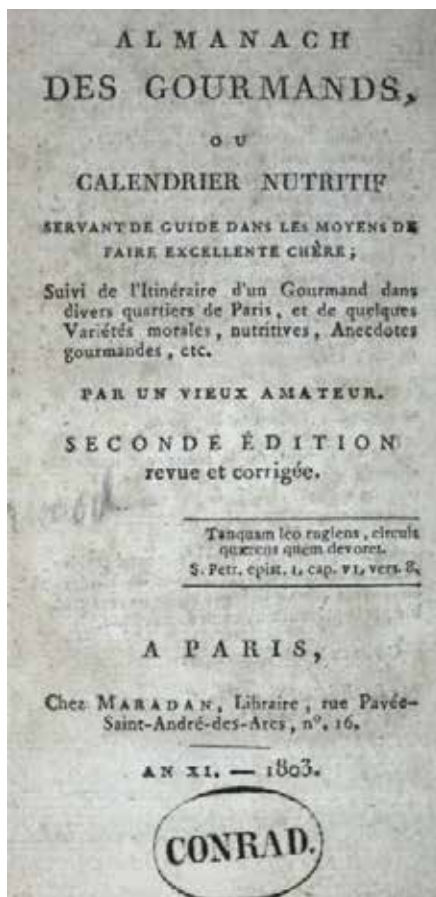 ALMANACH
DES GOURMANDS,
OU
CALENDRIER NUTRITIF
SERVANT DE GUIDE DANS LES MOYENS DE
FAIRE EXCELLENTE CHÈRE;
Suivi de l'Itinéraire d'un Gourmand dans
divers quartiers de Paris, et de quelques
Variétés morales, nutritives, Anecdotes
gourmandes, etc.
PAR UN VIEUX AMATEUR.
SECONDE ÉDITION
revue et corrigée.
Tanquam leo rugiens, circuit
quærens quem devoret.
S. Petr. epist. I, cap. VI, vers. 8.
A PARIS,
Chez MARADAN, Libraire, rue Pavée-
Saint-André-des-Arcs, nº. 16.
AN XI. — 1803.
CONRAD.